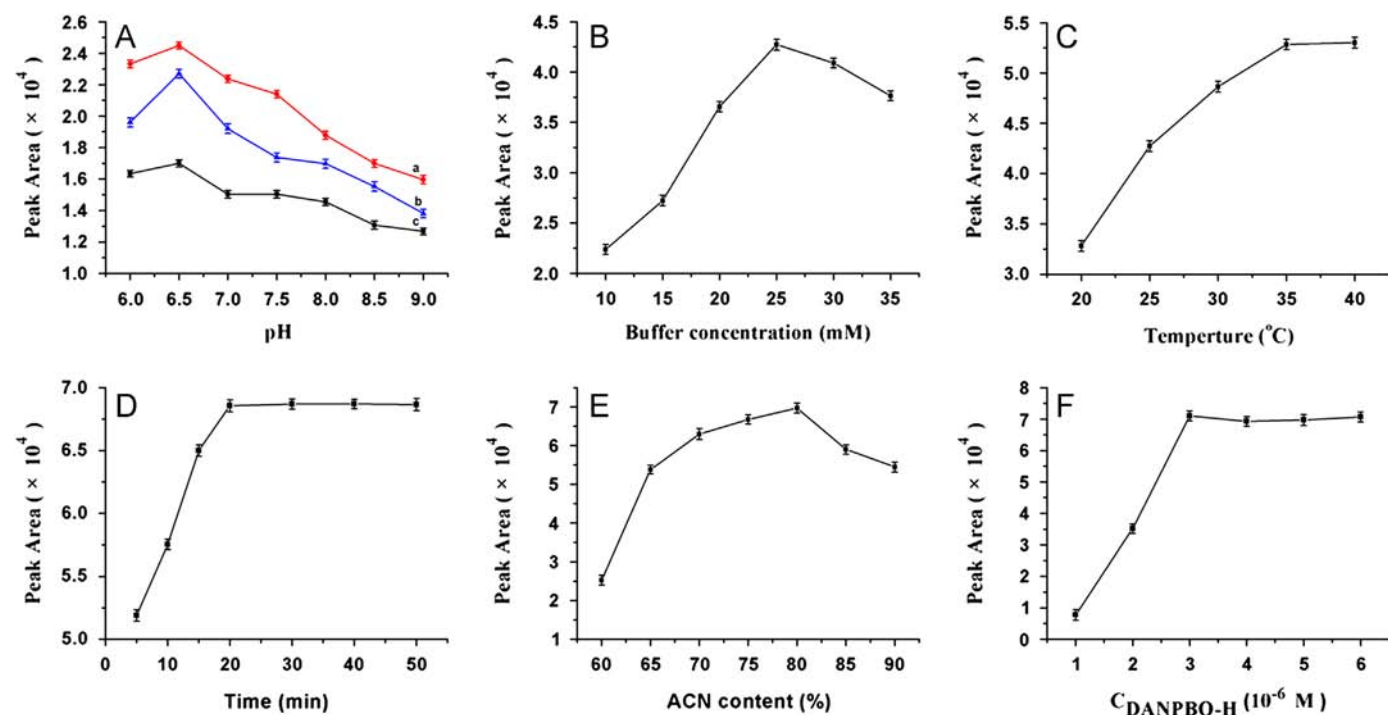 A
Peak Area ( × 10⁴ )
2.6
2.4
2.2
2.0
1.8
1.6
1.4
1.2
1.0
a
b
c
6.0 6.5 7.0 7.5 8.0 8.5 9.0
pH
B
Peak Area ( × 10⁴ )
4.5
4.0
3.5
3.0
2.5
2.0
10 15 20 25 30 35
Buffer concentration (mM)
C
Peak Area ( × 10⁴ )
5.5
5.0
4.5
4.0
3.5
3.0
20 25 30 35 40
Temperture (°C)
D
Peak Area ( × 10⁴ )
7.0
6.5
6.0
5.5
5.0
0 10 20 30 40 50
Time (min)
E
Peak Area ( × 10⁴ )
7
6
5
4
3
2
1
60 65 70 75 80 85 90
ACN content (%)
F
Peak Area ( × 10⁴ )
8
7
6
5
4
3
2
1
0
1 2 3 4 5 6
C DANPBO-H (10⁻⁶ M)